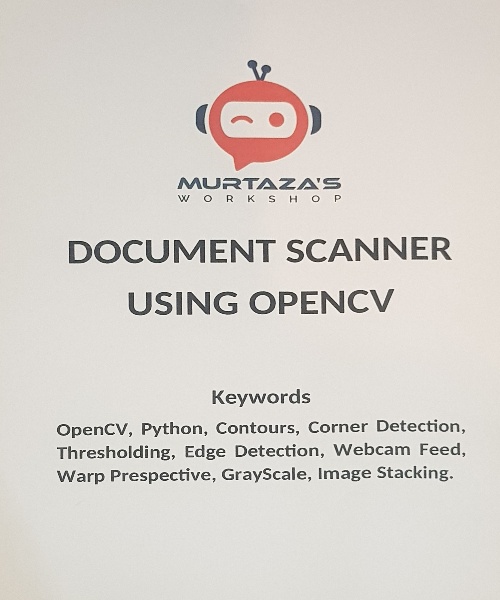 MURTAZA'S
WORKSHOP
DOCUMENT SCANNER
USING OPENCV
Keywords
OpenCV, Python, Contours, Corner Detection,
Thresholding, Edge Detection, Webcam Feed,
Warp Prespective, GrayScale, Image Stacking.